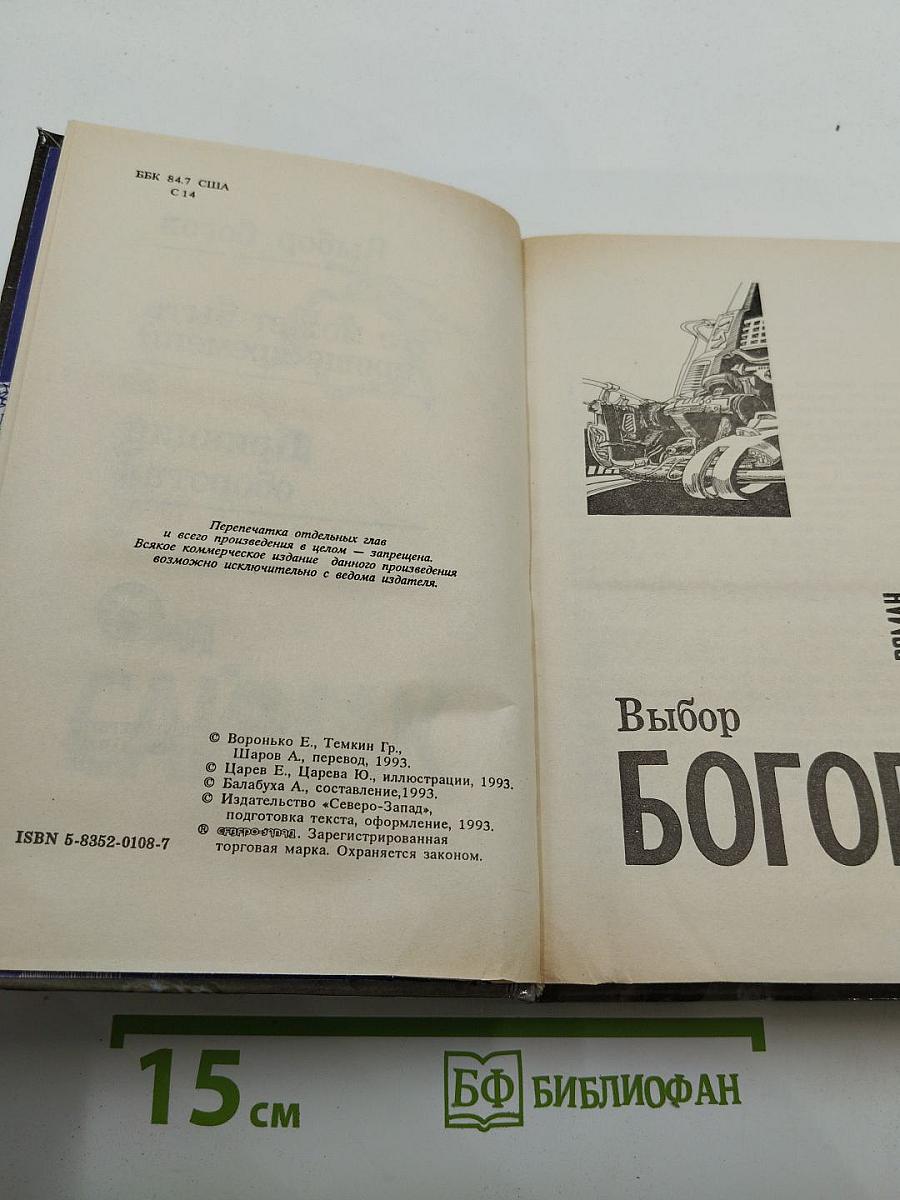 ББК 84.7 США
С 14
Перепечатка отдельных глав
и всего произведения в целом — запрещена.
Всякое коммерческое издание данного произведения
возможно исключительно с ведома издателя.
© Воронько Е., Темкин Гр.,
Шаров А., перевод, 1993.
© Царев Е., Царева Ю., иллюстрации, 1993.
© Балабуха А., составление,1993.
© Издательство «Северо-Запад»,
подготовка текста, оформление, 1993.
® северо-запад. Зарегистрированная
торговая марка. Охраняется законом.
ISBN 5-8352-0108-7
РОМАН
Выбор
БОГОВ
15 см
БФ БИБЛИОФАН